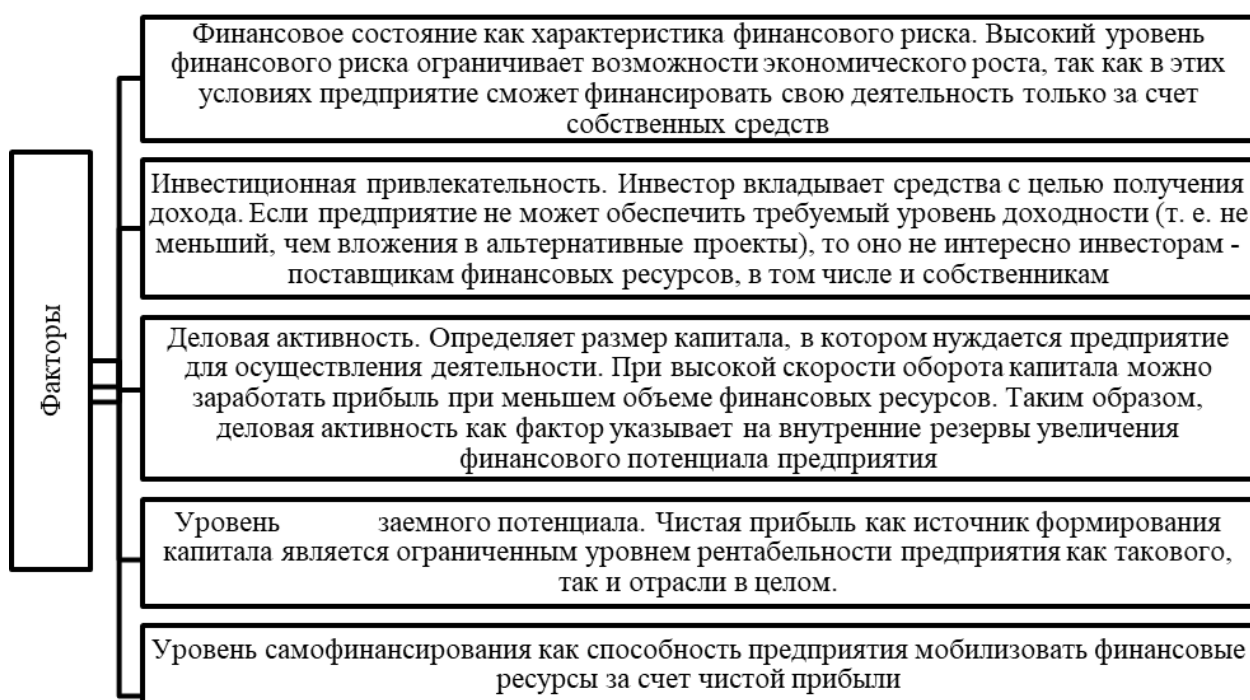 Финансовое состояние как характеристика финансового риска. Высокий уровень
финансового риска ограничивает возможности экономического роста, так как в этих
условиях предприятие сможет финансировать свою деятельность только за счет
собственных средств
Факторы
Инвестиционная привлекательность. Инвестор вкладывает средства с целью получения
дохода. Если предприятие не может обеспечить требуемый уровень доходности (т. е. не
меньший, чем вложения в альтернативные проекты), то оно не интересно инвесторам -
поставщикам финансовых ресурсов, в том числе и собственникам
Деловая активность. Определяет размер капитала, в котором нуждается предприятие
для осуществления деятельности. При высокой скорости оборота капитала можно
заработать прибыль при меньшем объеме финансовых ресурсов. Таким образом,
деловая активность как фактор указывает на внутренние резервы увеличения
финансового потенциала предприятия
Уровень заемного потенциала. Чистая прибыль как источник формирования
капитала является ограниченным уровнем рентабельности предприятия как такового,
так и отрасли в целом.
Уровень самофинансирования как способность предприятия мобилизовать финансовые
ресурсы за счет чистой прибыли